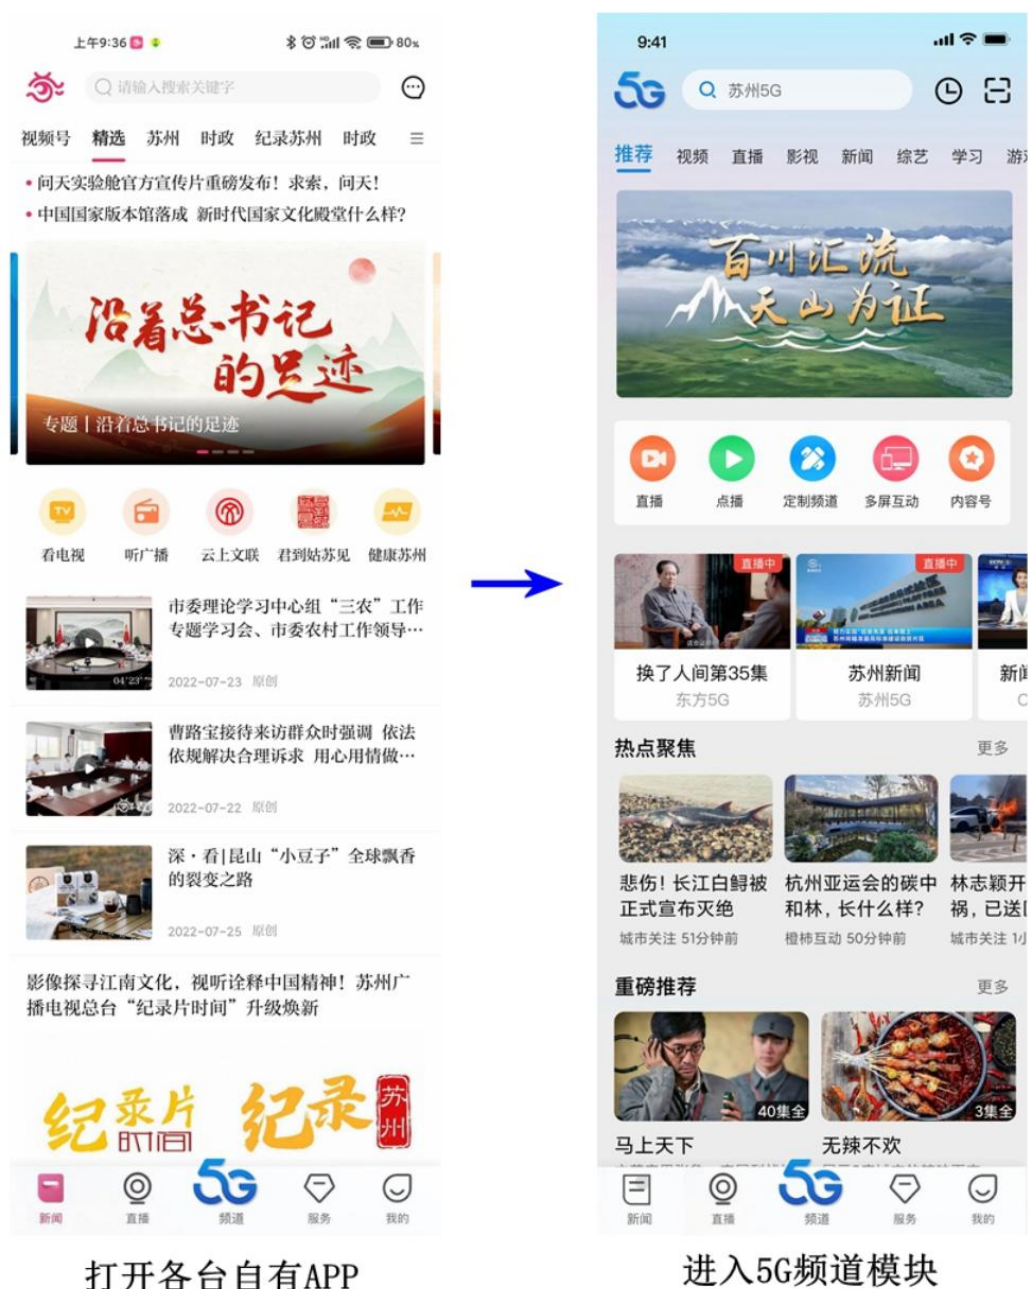 上午9:36
80%
请输入搜索关键字
视频号 精选 苏州 时政 纪录苏州 时政
问天实验舱官方宣传片重磅发布！求索，问天！
中国国家版本馆落成 新时代国家文化殿堂什么样？
沿着总书记
的足迹
专题丨沿着总书记的足迹
TV
看电视 听广播 云上文联 君到姑苏见 健康苏州
市委理论学习中心组“三农”工作
专题学习会、市委农村工作领导…
04'23"
2022-07-23 原创
曹路宝接待来访群众时强调 依法
依规解决合理诉求 用心用情做…
2022-07-22 原创
深·看|昆山“小豆子”全球飘香
的裂变之路
2022-07-25 原创
影像探寻江南文化，视听诠释中国精神！苏州广
播电视总台“纪录片时间”升级焕新
纪录片
时间
纪录
苏州
5G
新闻 直播 频道 服务 我的
打开各台自有APP
9:41
5G
苏州5G
推荐 视频 直播 影视 新闻 综艺 学习 游
百川汇流
天山为证
直播 点播 定制频道 多屏互动 内容号
直播中
直播中
换了人间第35集
东方5G
苏州新闻
苏州5G
新闻
热点聚焦 更多
悲伤！长江白鲟被
正式宣布灭绝
城市关注 51分钟前
杭州亚运会的碳中
和林，长什么样？
橙柿互动 50分钟前
林志颖开
祸，已送
城市关注 1小
重磅推荐 更多
40集全
3集全
马上天下
无辣不欢
5G
新闻 直播 频道 服务 我的
进入5G频道模块